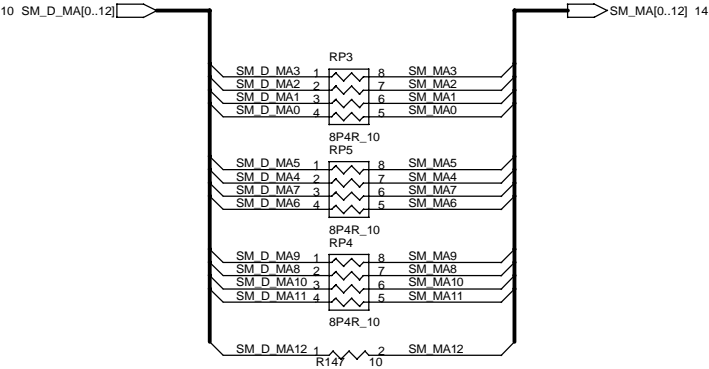 10 SM_D_MA[0..12] SM_MA[0..12] 14
RP3
SM_D_MA3 1 8 SM_MA3
SM_D_MA2 2 7 SM_MA2
SM_D_MA1 3 6 SM_MA1
SM_D_MA0 4 5 SM_MA0
8P4R_10
RP5
SM_D_MA5 1 8 SM_MA5
SM_D_MA4 2 7 SM_MA4
SM_D_MA7 3 6 SM_MA7
SM_D_MA6 4 5 SM_MA6
8P4R_10
RP4
SM_D_MA9 1 8 SM_MA9
SM_D_MA8 2 7 SM_MA8
SM_D_MA10 3 6 SM_MA10
SM_D_MA11 4 5 SM_MA11
8P4R_10
SM_D_MA12 1 2 SM_MA12
R147 10